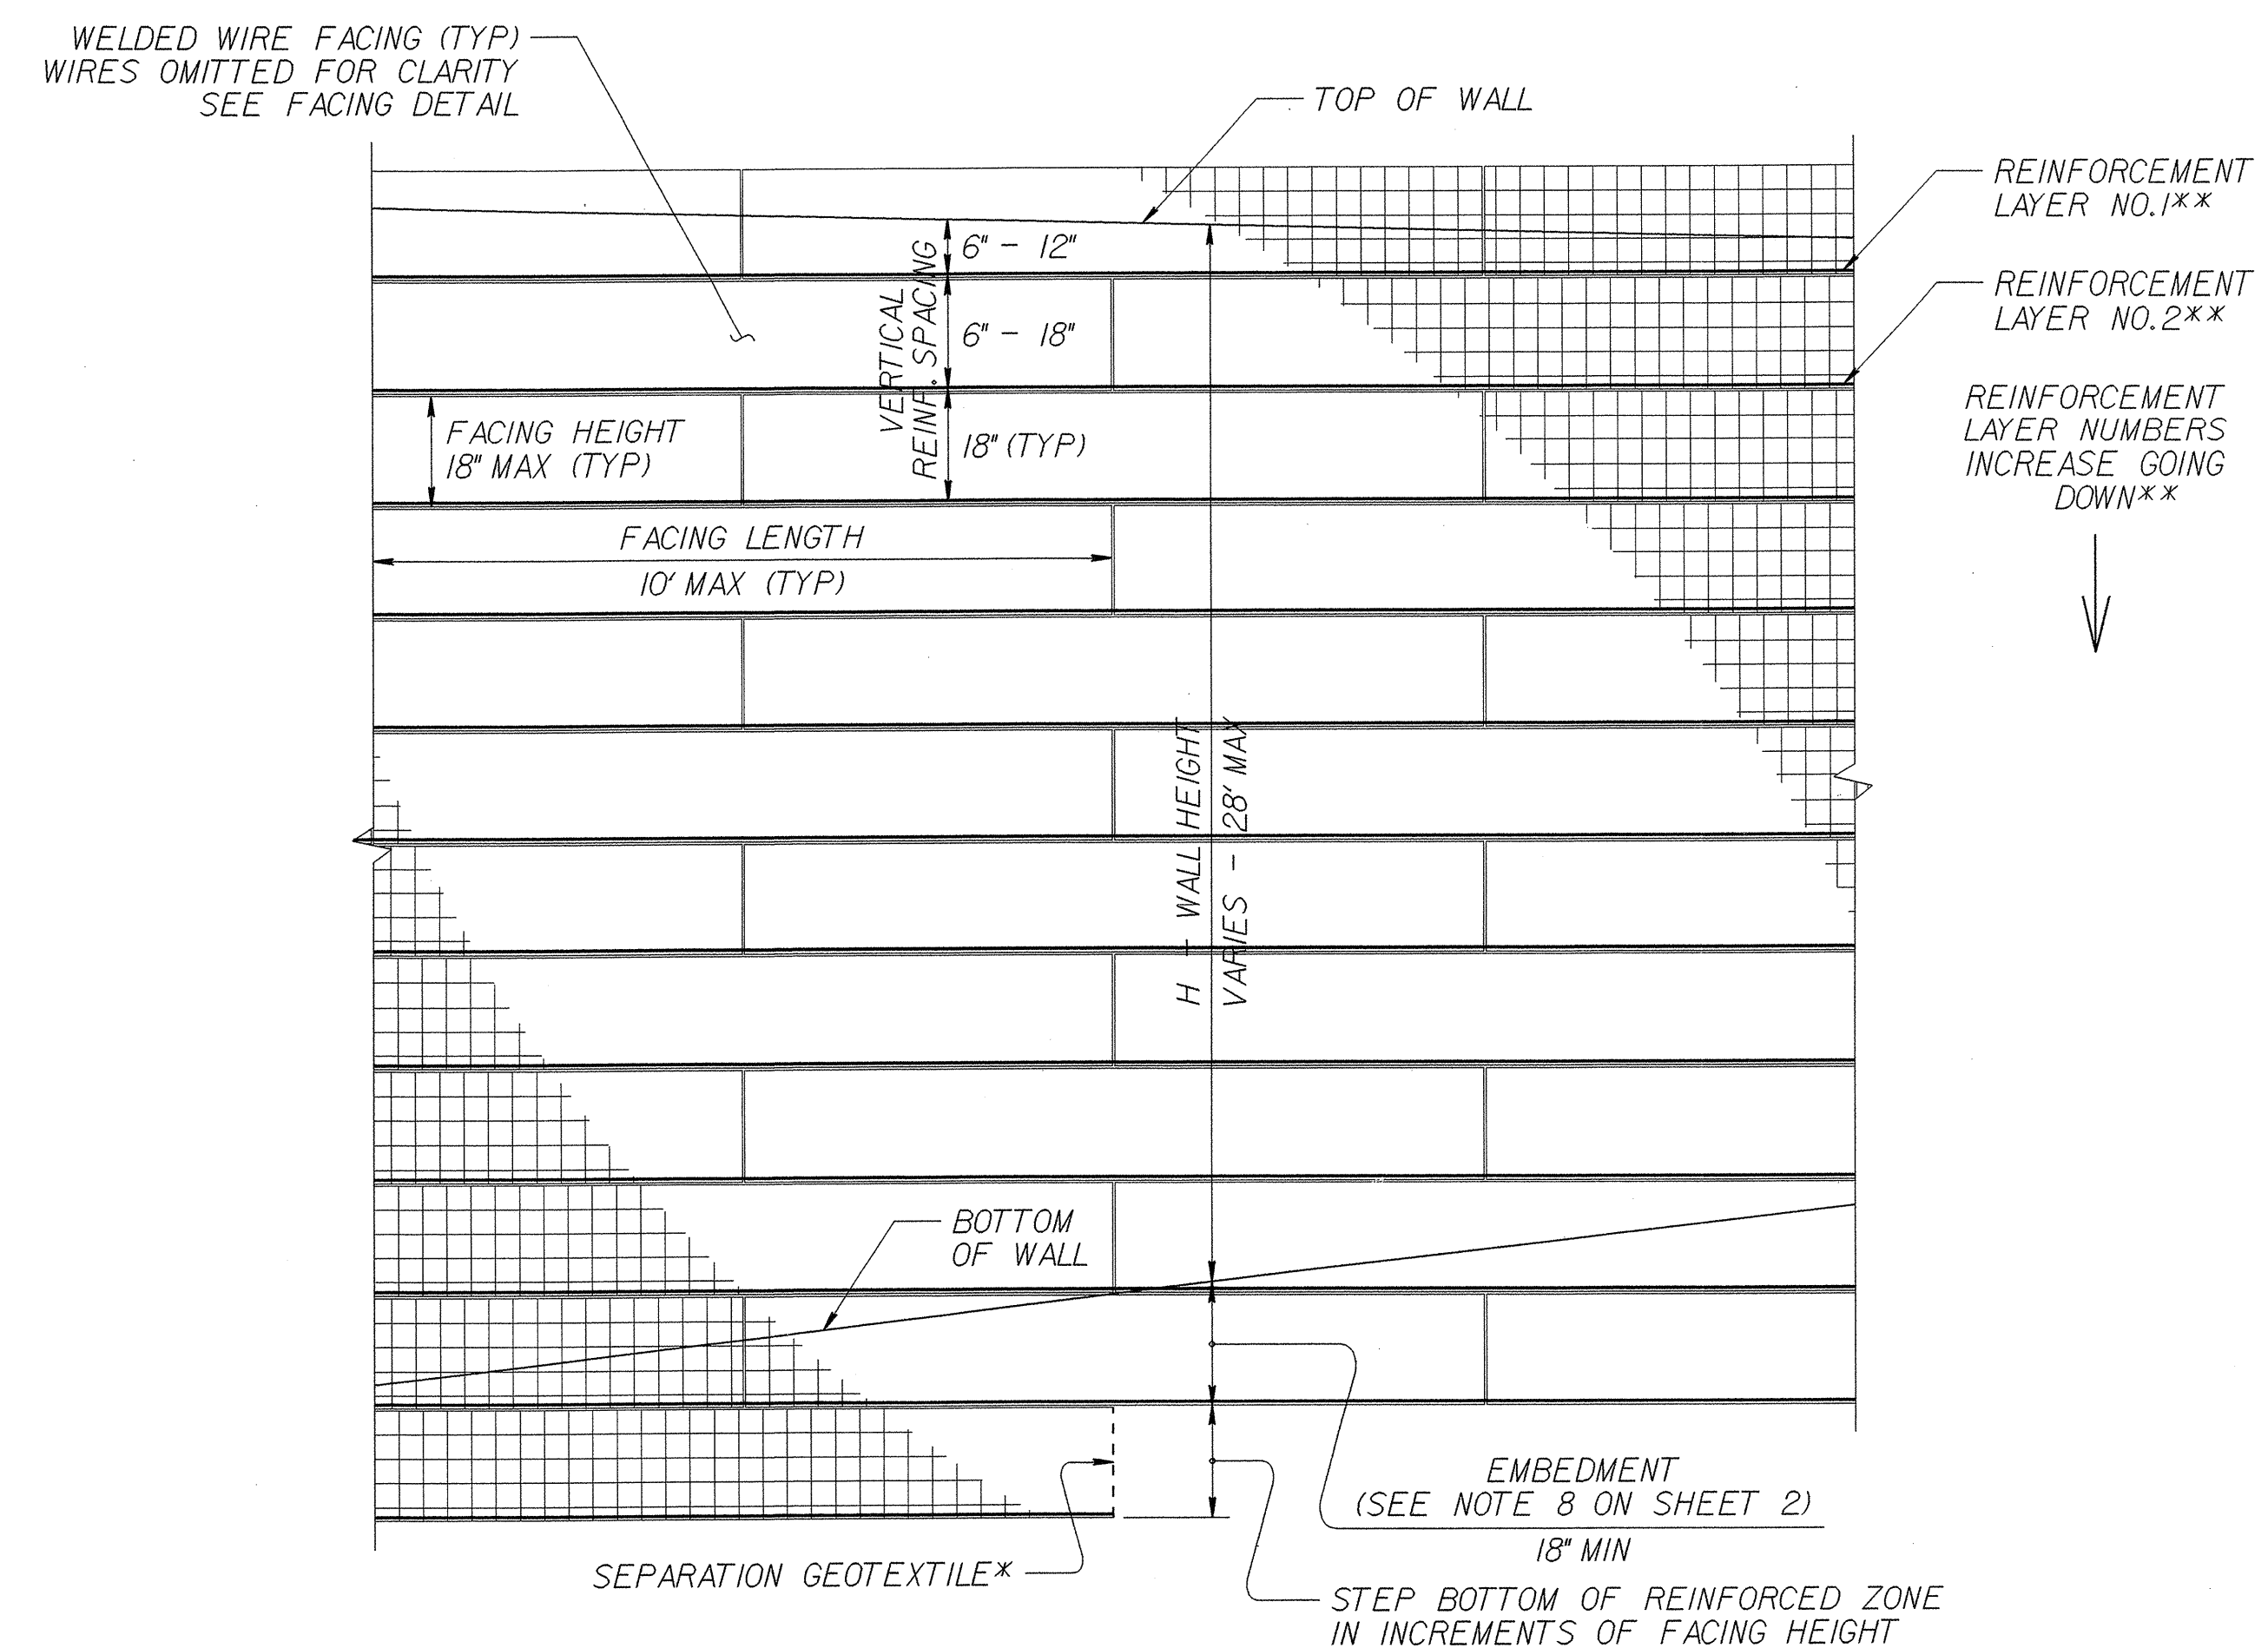 WELDED WIRE FACING (TYP)
WIRES OMITTED FOR CLARITY
SEE FACING DETAIL
TOP OF WALL
REINFORCEMENT
LAYER NO.1**
6" - 12"
REINFORCEMENT
LAYER NO.2**
VERTICAL
REINF. SPACING
6" - 18"
18" (TYP)
FACING HEIGHT
18" MAX (TYP)
REINFORCEMENT
LAYER NUMBERS
INCREASE GOING
DOWN**
FACING LENGTH
10' MAX (TYP)
H - WALL HEIGHT
VARIES - 28' MAX
BOTTOM
OF WALL
EMBEDMENT
(SEE NOTE 8 ON SHEET 2)
18" MIN
SEPARATION GEOTEXTILE*
STEP BOTTOM OF REINFORCED ZONE
IN INCREMENTS OF FACING HEIGHT